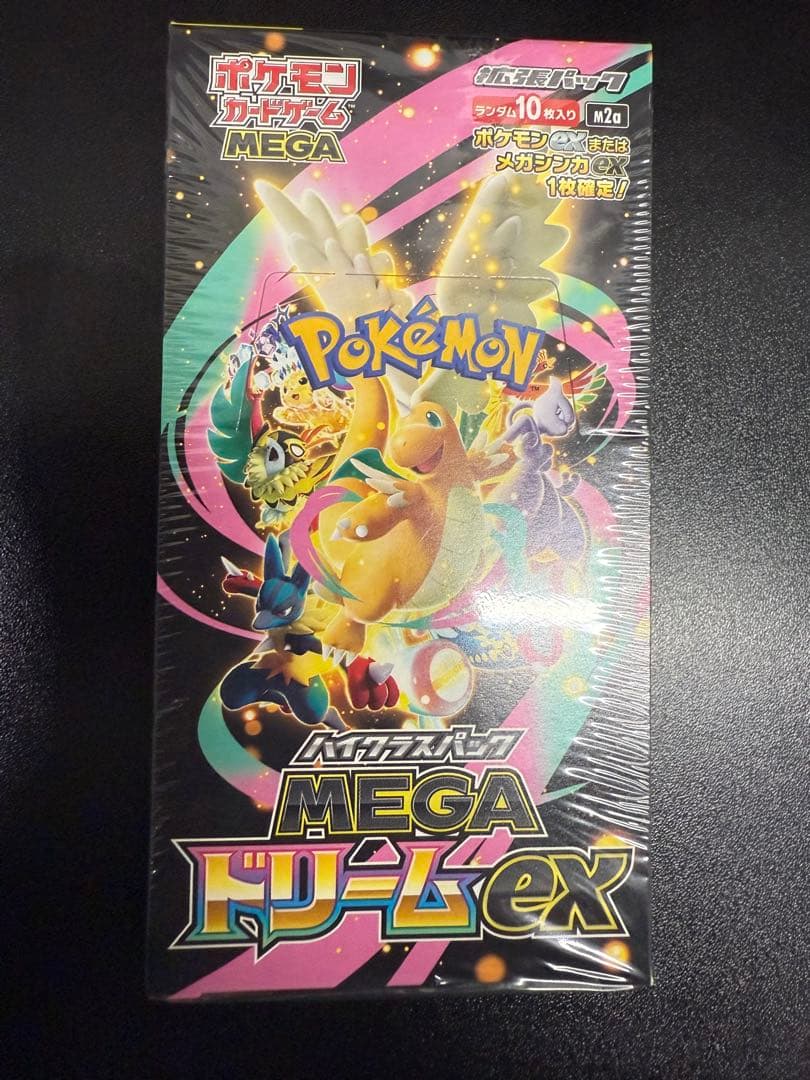 ポケモン
カードゲーム™
MEGA
拡張パック
ランダム10枚入り M2a
ポケモンexまたは
メガシンカex
1枚確定！
POKéMON™
ハイクラスパック
MEGA
ドリームex